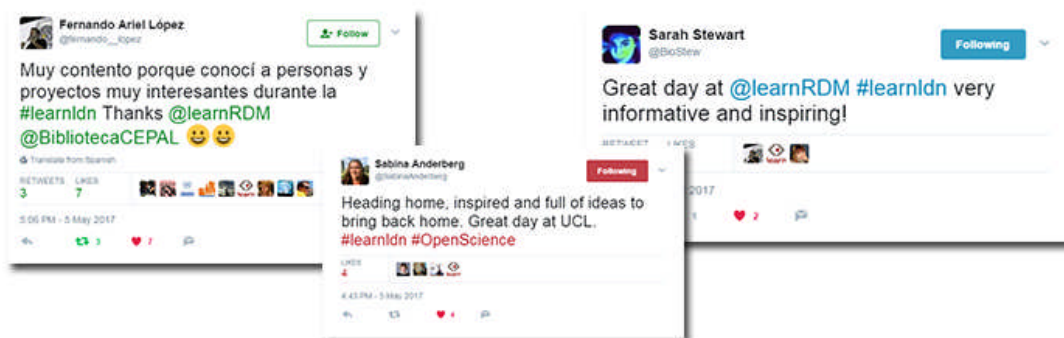 Fernando Ariel López
@fernando__lopez
Follow
Muy contento porque conocí a personas y
proyectos muy interesantes durante la
#learnldn Thanks @learnRDM
@BibliotecaCEPAL
Translate from Spanish
RETWEETS LIKES
3 7
5:06 PM - 5 May 2017
3 7
Sabina Anderberg
@SabinaAnderberg
Following
Heading home, inspired and full of ideas to
bring back home. Great day at UCL.
#learnldn #OpenScience
LIKES
4
4:43 PM - 5 May 2017
4
Sarah Stewart
@BioStew
Following
Great day at @learnRDM #learnldn very
informative and inspiring!
RETWEET LIKES
2017
1 2